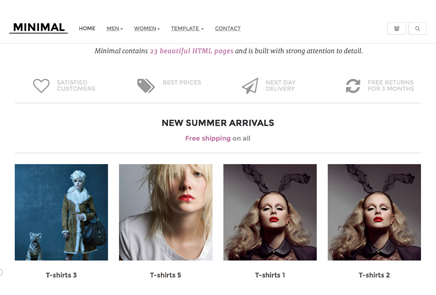 MINIMAL
HOME MEN WOMEN TEMPLATE CONTACT
Minimal contains 23 beautiful HTML pages and is built with strong attention to detail.
SATISFIED
CUSTOMERS
BEST PRICES
NEXT DAY
DELIVERY
FREE RETURNS
FOR 3 MONTHS
NEW SUMMER ARRIVALS
Free shipping on all
T-shirts 3
T-shirts 5
T-shirts 1
T-shirts 2